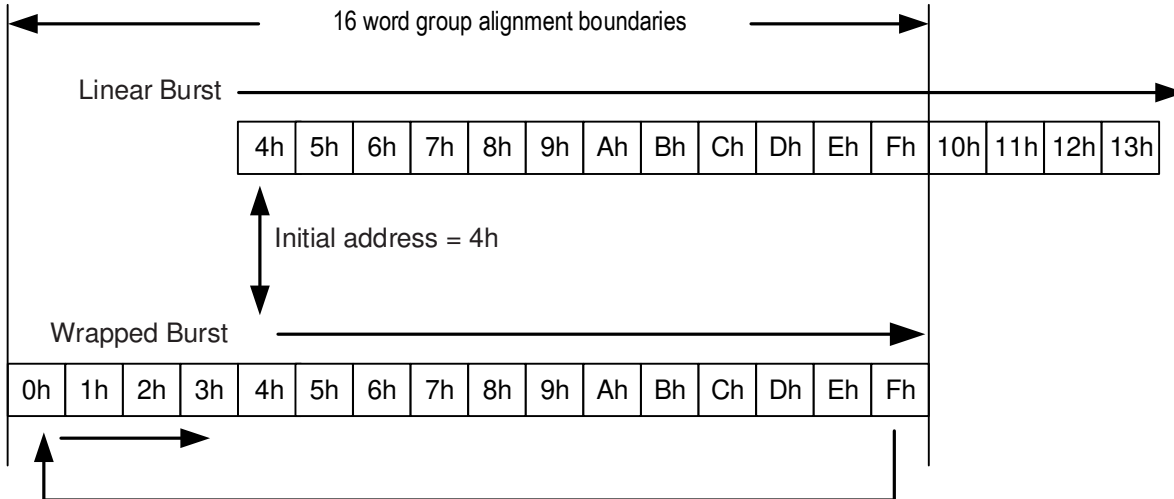 16 word group alignment boundaries
Linear Burst
4h 5h 6h 7h 8h 9h Ah Bh Ch Dh Eh Fh 10h 11h 12h 13h
Initial address = 4h
Wrapped Burst
0h 1h 2h 3h 4h 5h 6h 7h 8h 9h Ah Bh Ch Dh Eh Fh